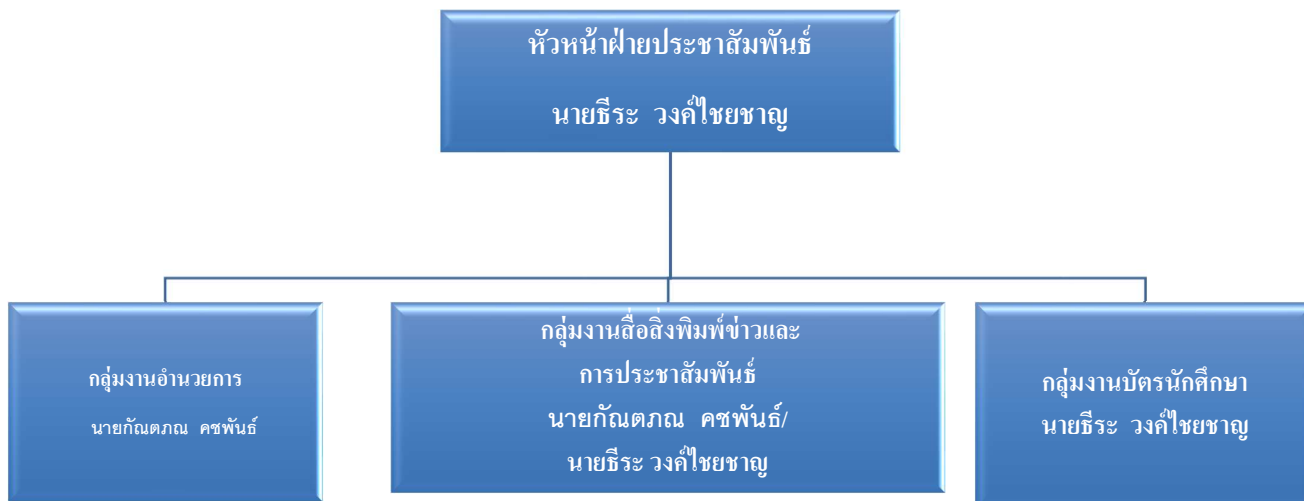 หัวหน้าฝ่ายประชาสัมพันธ์
นายธีระ วงค์ไชยชาญ
กลุ่มงานอำนวยการ
นายกัณตภณ คชพันธ์
กลุ่มงานสื่อสิ่งพิมพ์ข่าวและ
การประชาสัมพันธ์
นายกัณตภณ คชพันธ์/
นายธีระ วงค์ไชยชาญ
กลุ่มงานบัตรนักศึกษา
นายธีระ วงค์ไชยชาญ